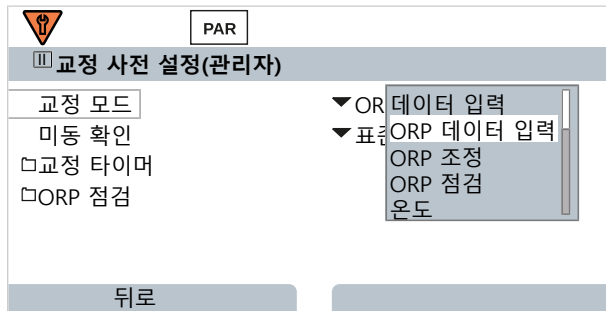 PAR
II 교정 사전 설정(관리자)
교정 모드
OR
데이터 입력
미동 확인
ORP 데이터 입력
교정 타이머
ORP 조정
ORP 점검
ORP 점검
온도
뒤로